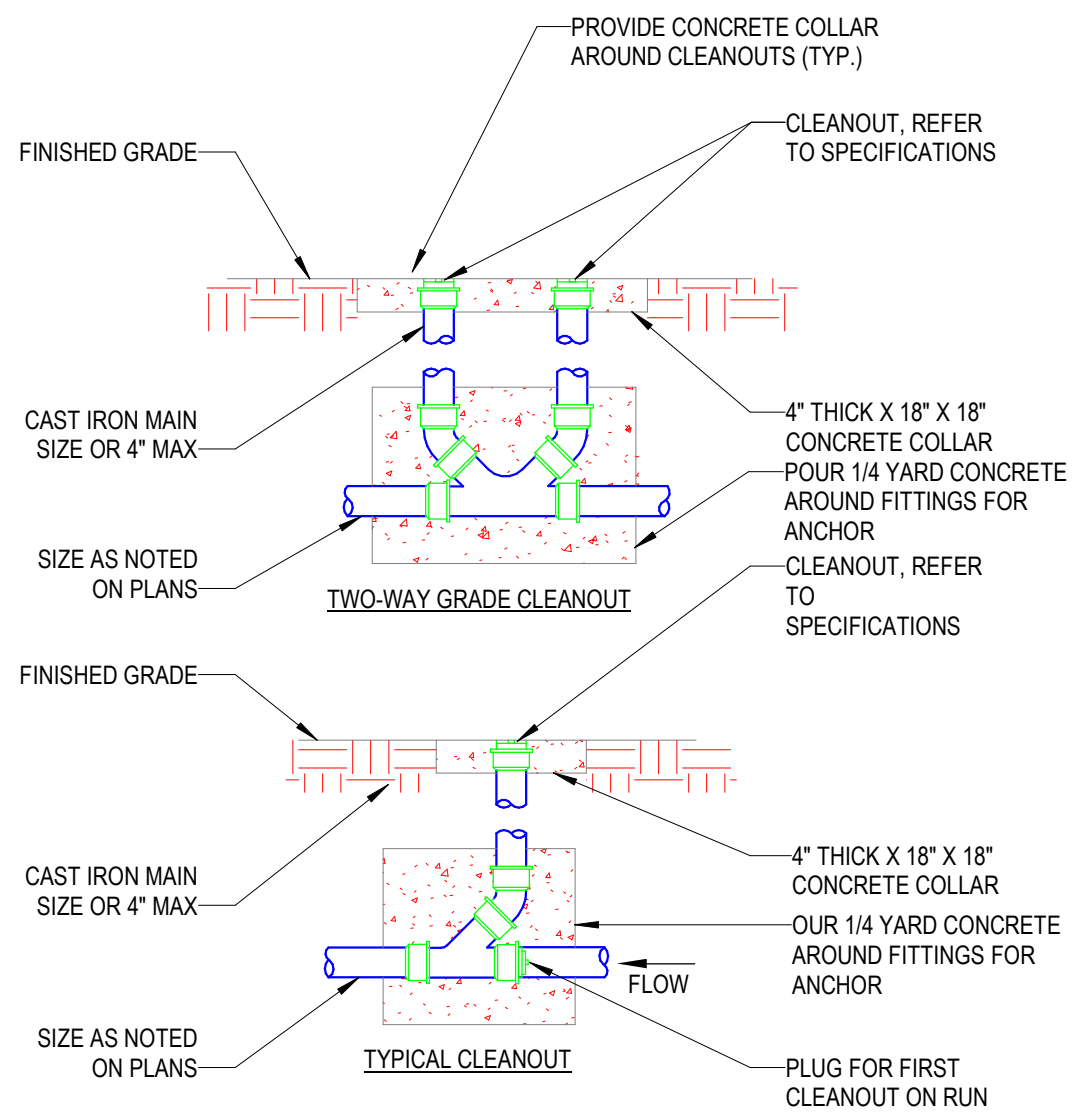 PROVIDE CONCRETE COLLAR
AROUND CLEANOUTS (TYP.)
CLEANOUT, REFER
TO SPECIFICATIONS
FINISHED GRADE
CAST IRON MAIN
SIZE OR 4" MAX
4" THICK X 18" X 18"
CONCRETE COLLAR
POUR 1/4 YARD CONCRETE
AROUND FITTINGS FOR
ANCHOR
SIZE AS NOTED
ON PLANS
TWO-WAY GRADE CLEANOUT
CLEANOUT, REFER
TO
SPECIFICATIONS
FINISHED GRADE
CAST IRON MAIN
SIZE OR 4" MAX
4" THICK X 18" X 18"
CONCRETE COLLAR
OUR 1/4 YARD CONCRETE
AROUND FITTINGS FOR
ANCHOR
FLOW
SIZE AS NOTED
ON PLANS
TYPICAL CLEANOUT
PLUG FOR FIRST
CLEANOUT ON RUN